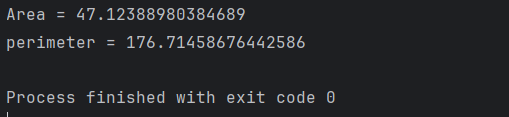 Area = 47.12388980384689
perimeter = 176.71458676442586
Process finished with exit code 0